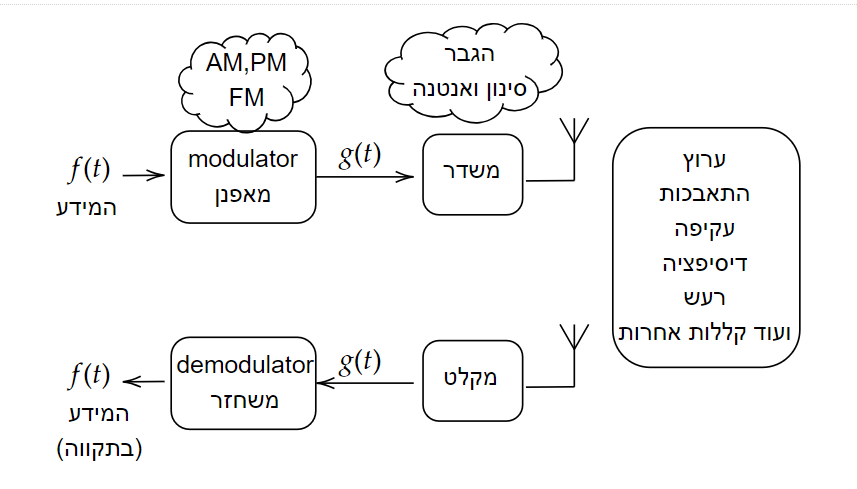 AM,PM
FM
הגבר
סינון ואנטנה
f(t)
המידע
modulator
מאפנן
g(t)
משדר
ערוץ
התאבכות
עקיפה
דיסיפציה
רעש
ועוד קללות אחרות
f(t)
המידע
(בתקווה)
demodulator
משחזר
g(t)
מקלט